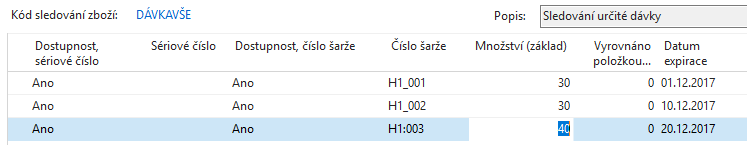 Kód sledování zboží: DÁVKAVŠE Popis: Sledování určité dávky
Dostupnost, sériové číslo Sériové číslo Dostupnost, číslo šarže Číslo šarže Množství (základ) Vyrovnáno položkou... Datum expirace
Ano Ano H1_001 30 0 01.12.2017
Ano Ano H1_002 30 0 10.12.2017
Ano Ano H1:003 40 0 20.12.2017